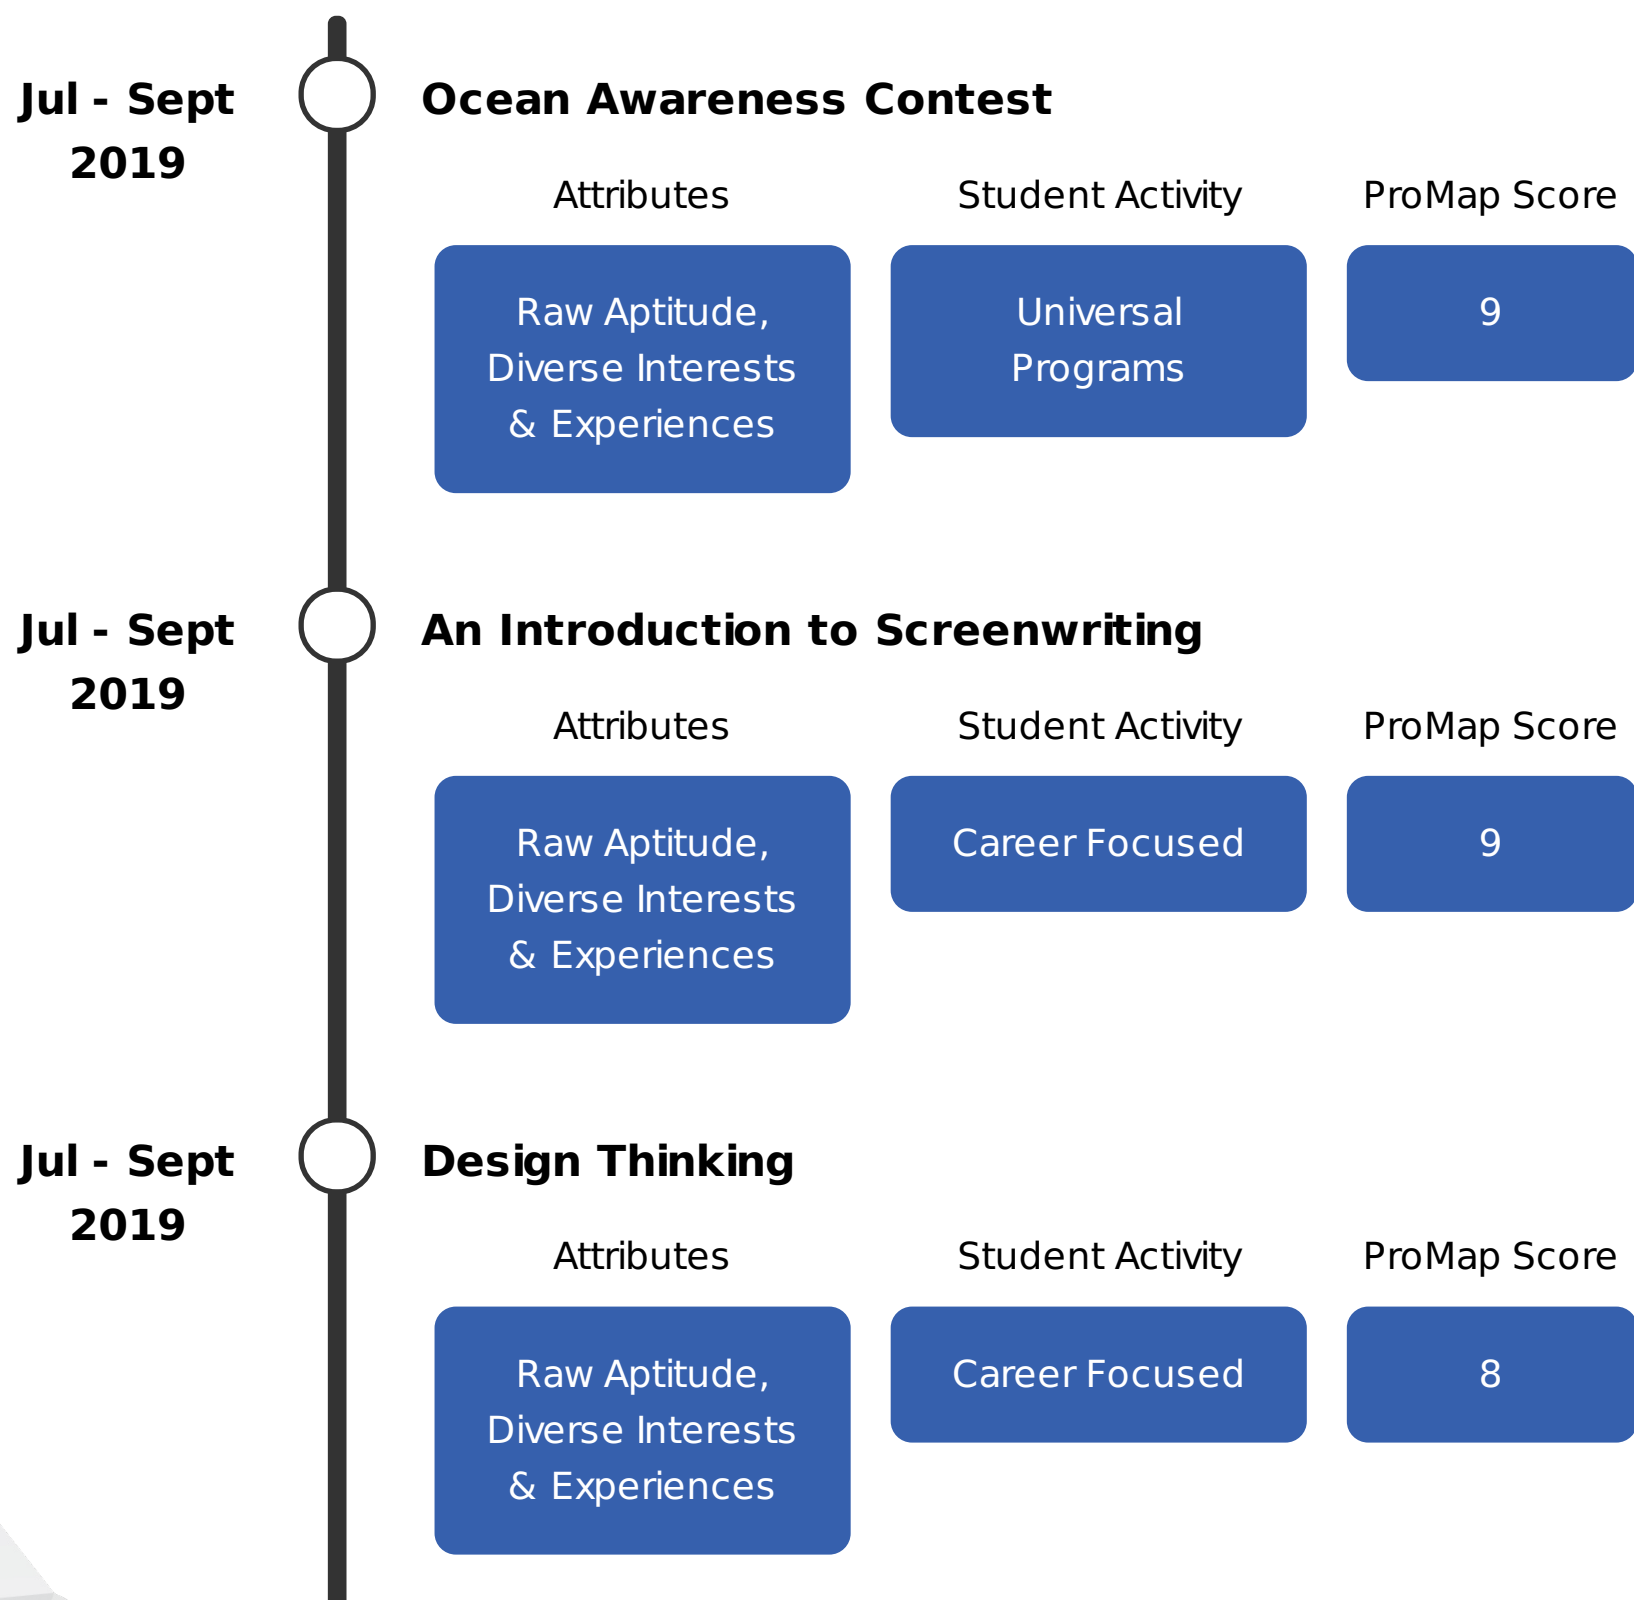 Jul - Sept
2019
Ocean Awareness Contest
Attributes
Student Activity
ProMap Score
Raw Aptitude,
Diverse Interests
& Experiences
Universal
Programs
9
Jul - Sept
2019
An Introduction to Screenwriting
Attributes
Student Activity
ProMap Score
Raw Aptitude,
Diverse Interests
& Experiences
Career Focused
9
Jul - Sept
2019
Design Thinking
Attributes
Student Activity
ProMap Score
Raw Aptitude,
Diverse Interests
& Experiences
Career Focused
8